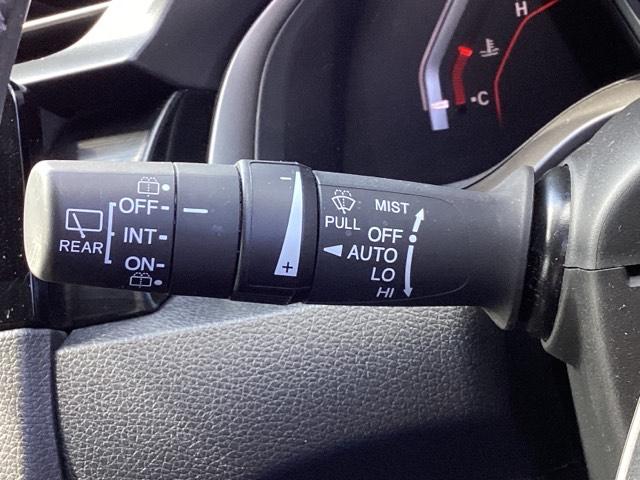 H
C
OFF
INT
ON
REAR
−
+
PULL
MIST
OFF
AUTO
LO
HI